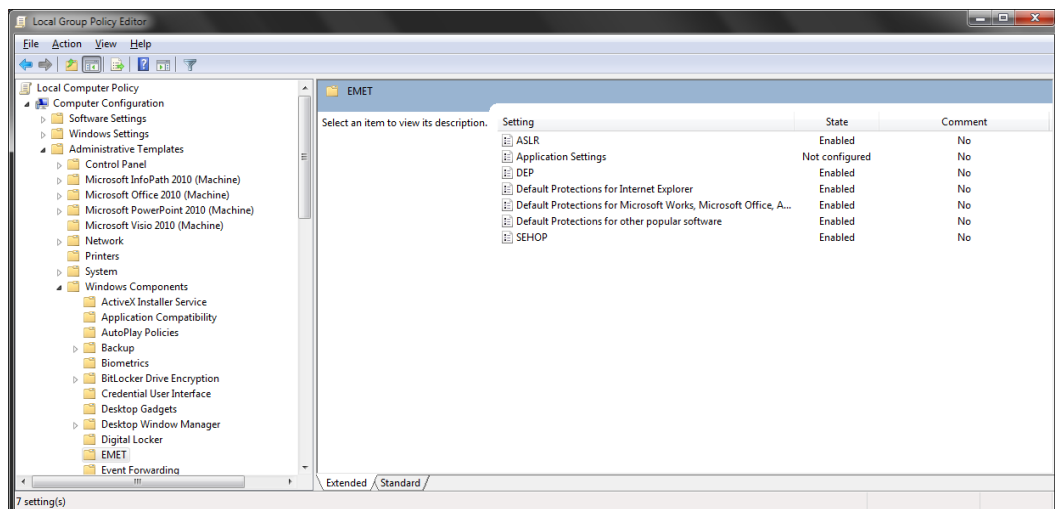 Local Group Policy Editor
File Action View Help
Local Computer Policy
Computer Configuration
Software Settings
Windows Settings
Administrative Templates
Control Panel
Microsoft InfoPath 2010 (Machine)
Microsoft Office 2010 (Machine)
Microsoft PowerPoint 2010 (Machine)
Microsoft Visio 2010 (Machine)
Network
Printers
System
Windows Components
ActiveX Installer Service
Application Compatibility
AutoPlay Policies
Backup
Biometrics
BitLocker Drive Encryption
Credential User Interface
Desktop Gadgets
Desktop Window Manager
Digital Locker
EMET
Event Forwarding
EMET
Select an item to view its description.
Setting State Comment
ASLR Enabled No
Application Settings Not configured No
DEP Enabled No
Default Protections for Internet Explorer Enabled No
Default Protections for Microsoft Works, Microsoft Office, A... Enabled No
Default Protections for other popular software Enabled No
SEHOP Enabled No
Extended Standard
7 setting(s)